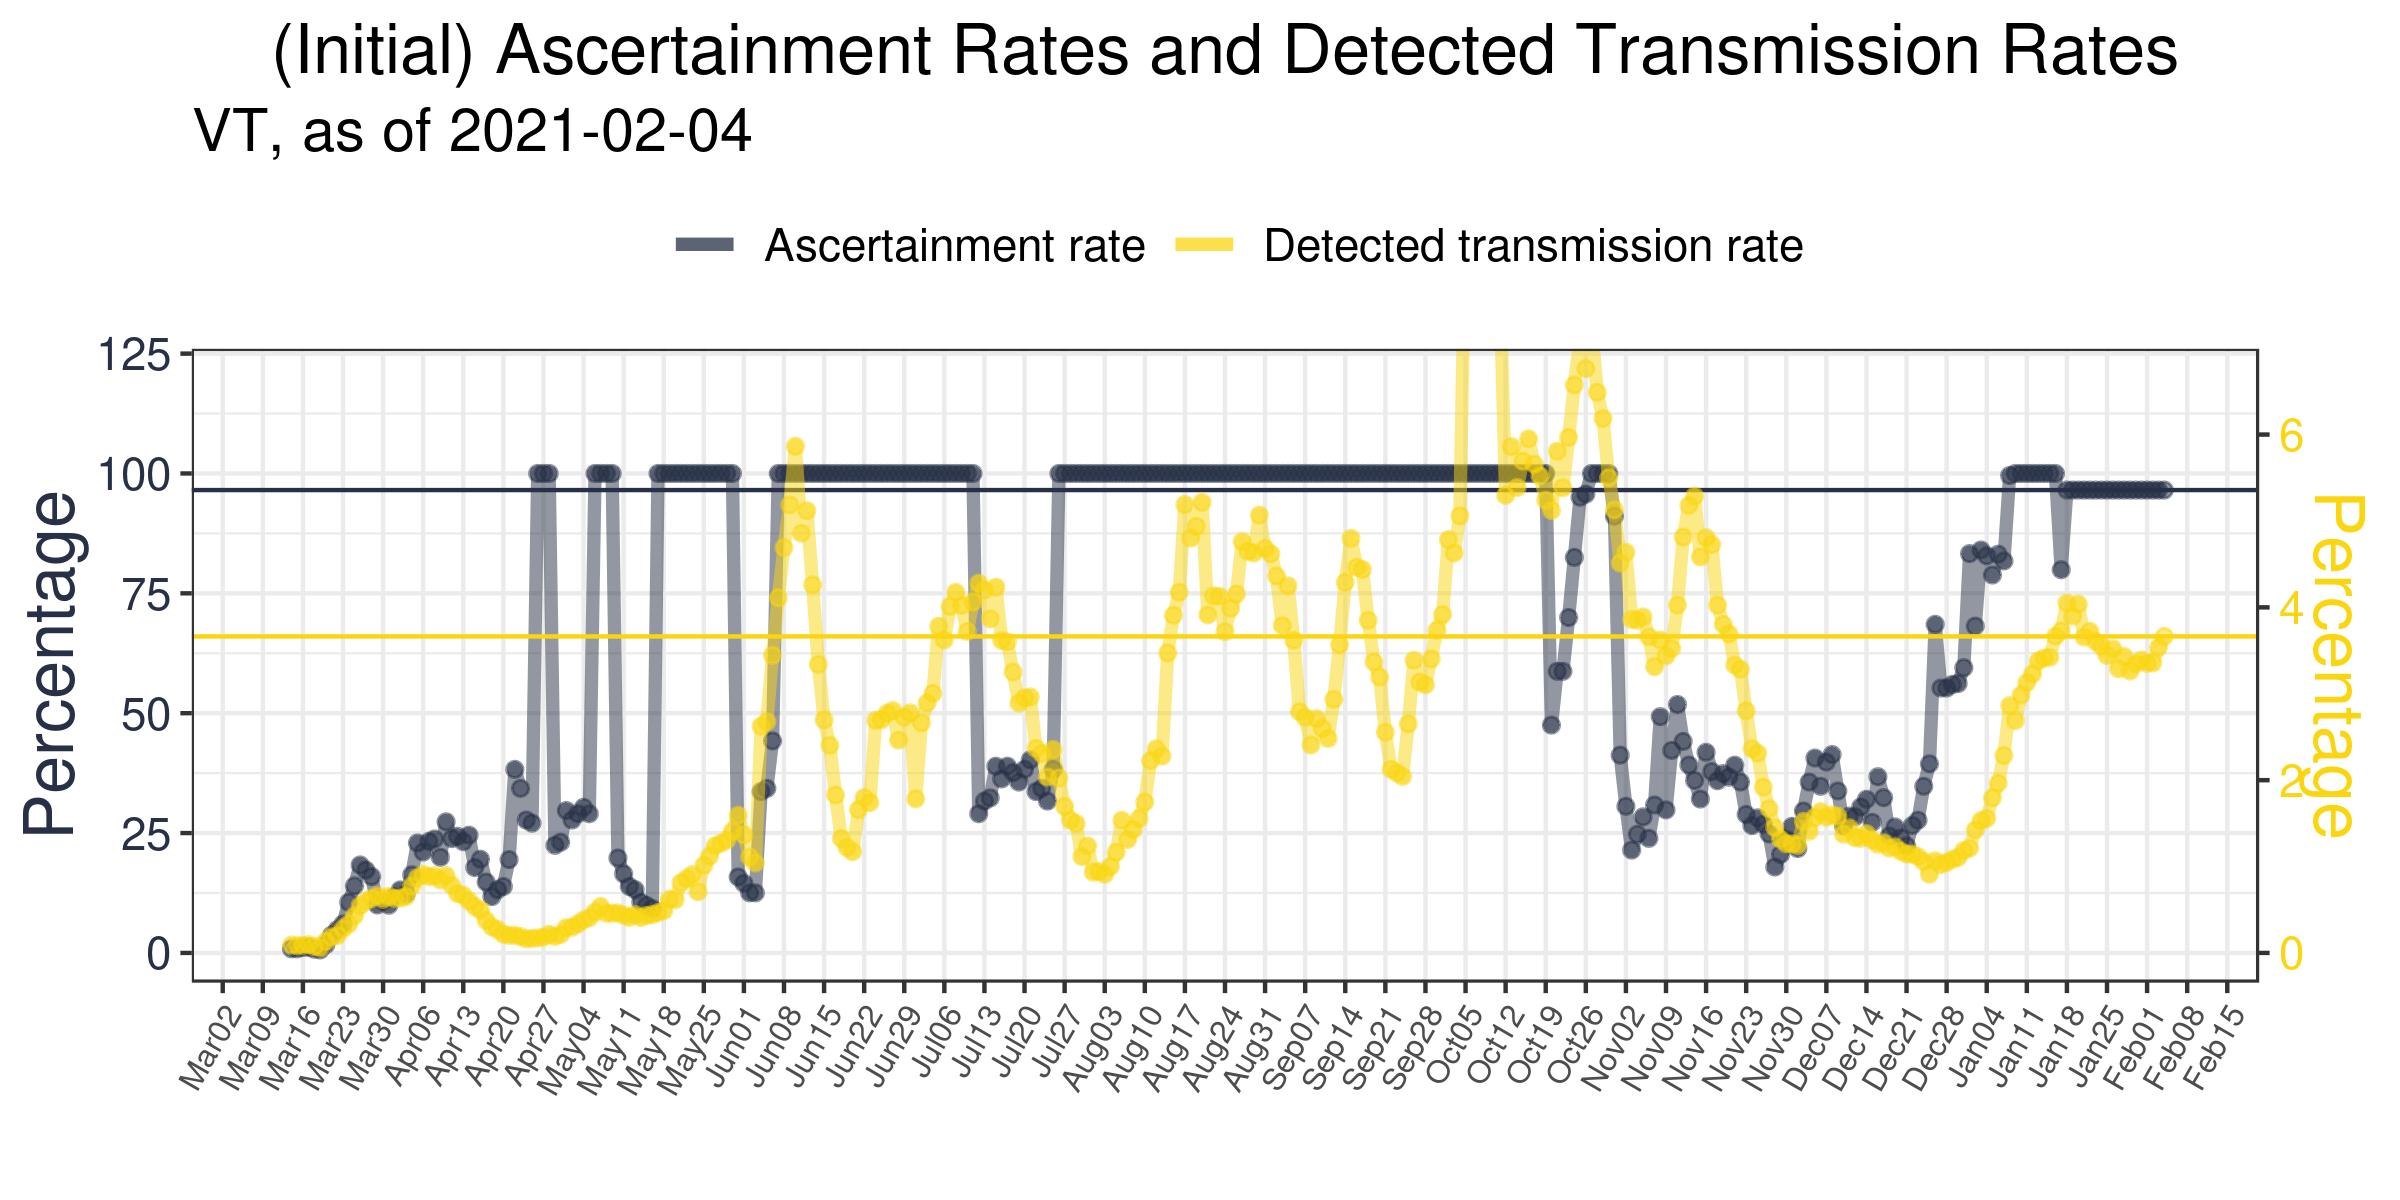 (Initial) Ascertainment Rates and Detected Transmission Rates
VT, as of 2021-02-04
Ascertainment rate Detected transmission rate
125
100
75
50
25
0
Percentage
6
4
2
0
Percentage
Mar02 Mar09 Mar16 Mar23 Mar30 Apr06 Apr13 Apr20 Apr27 May04 May11 May18 May25 Jun01 Jun08 Jun15 Jun22 Jun29 Jul06 Jul13 Jul20 Jul27 Aug03 Aug10 Aug17 Aug24 Aug31 Sep07 Sep14 Sep21 Sep28 Oct05 Oct12 Oct19 Oct26 Nov02 Nov09 Nov16 Nov23 Nov30 Dec07 Dec14 Dec21 Dec28 Jan04 Jan11 Jan18 Jan25 Feb01 Feb08 Feb15